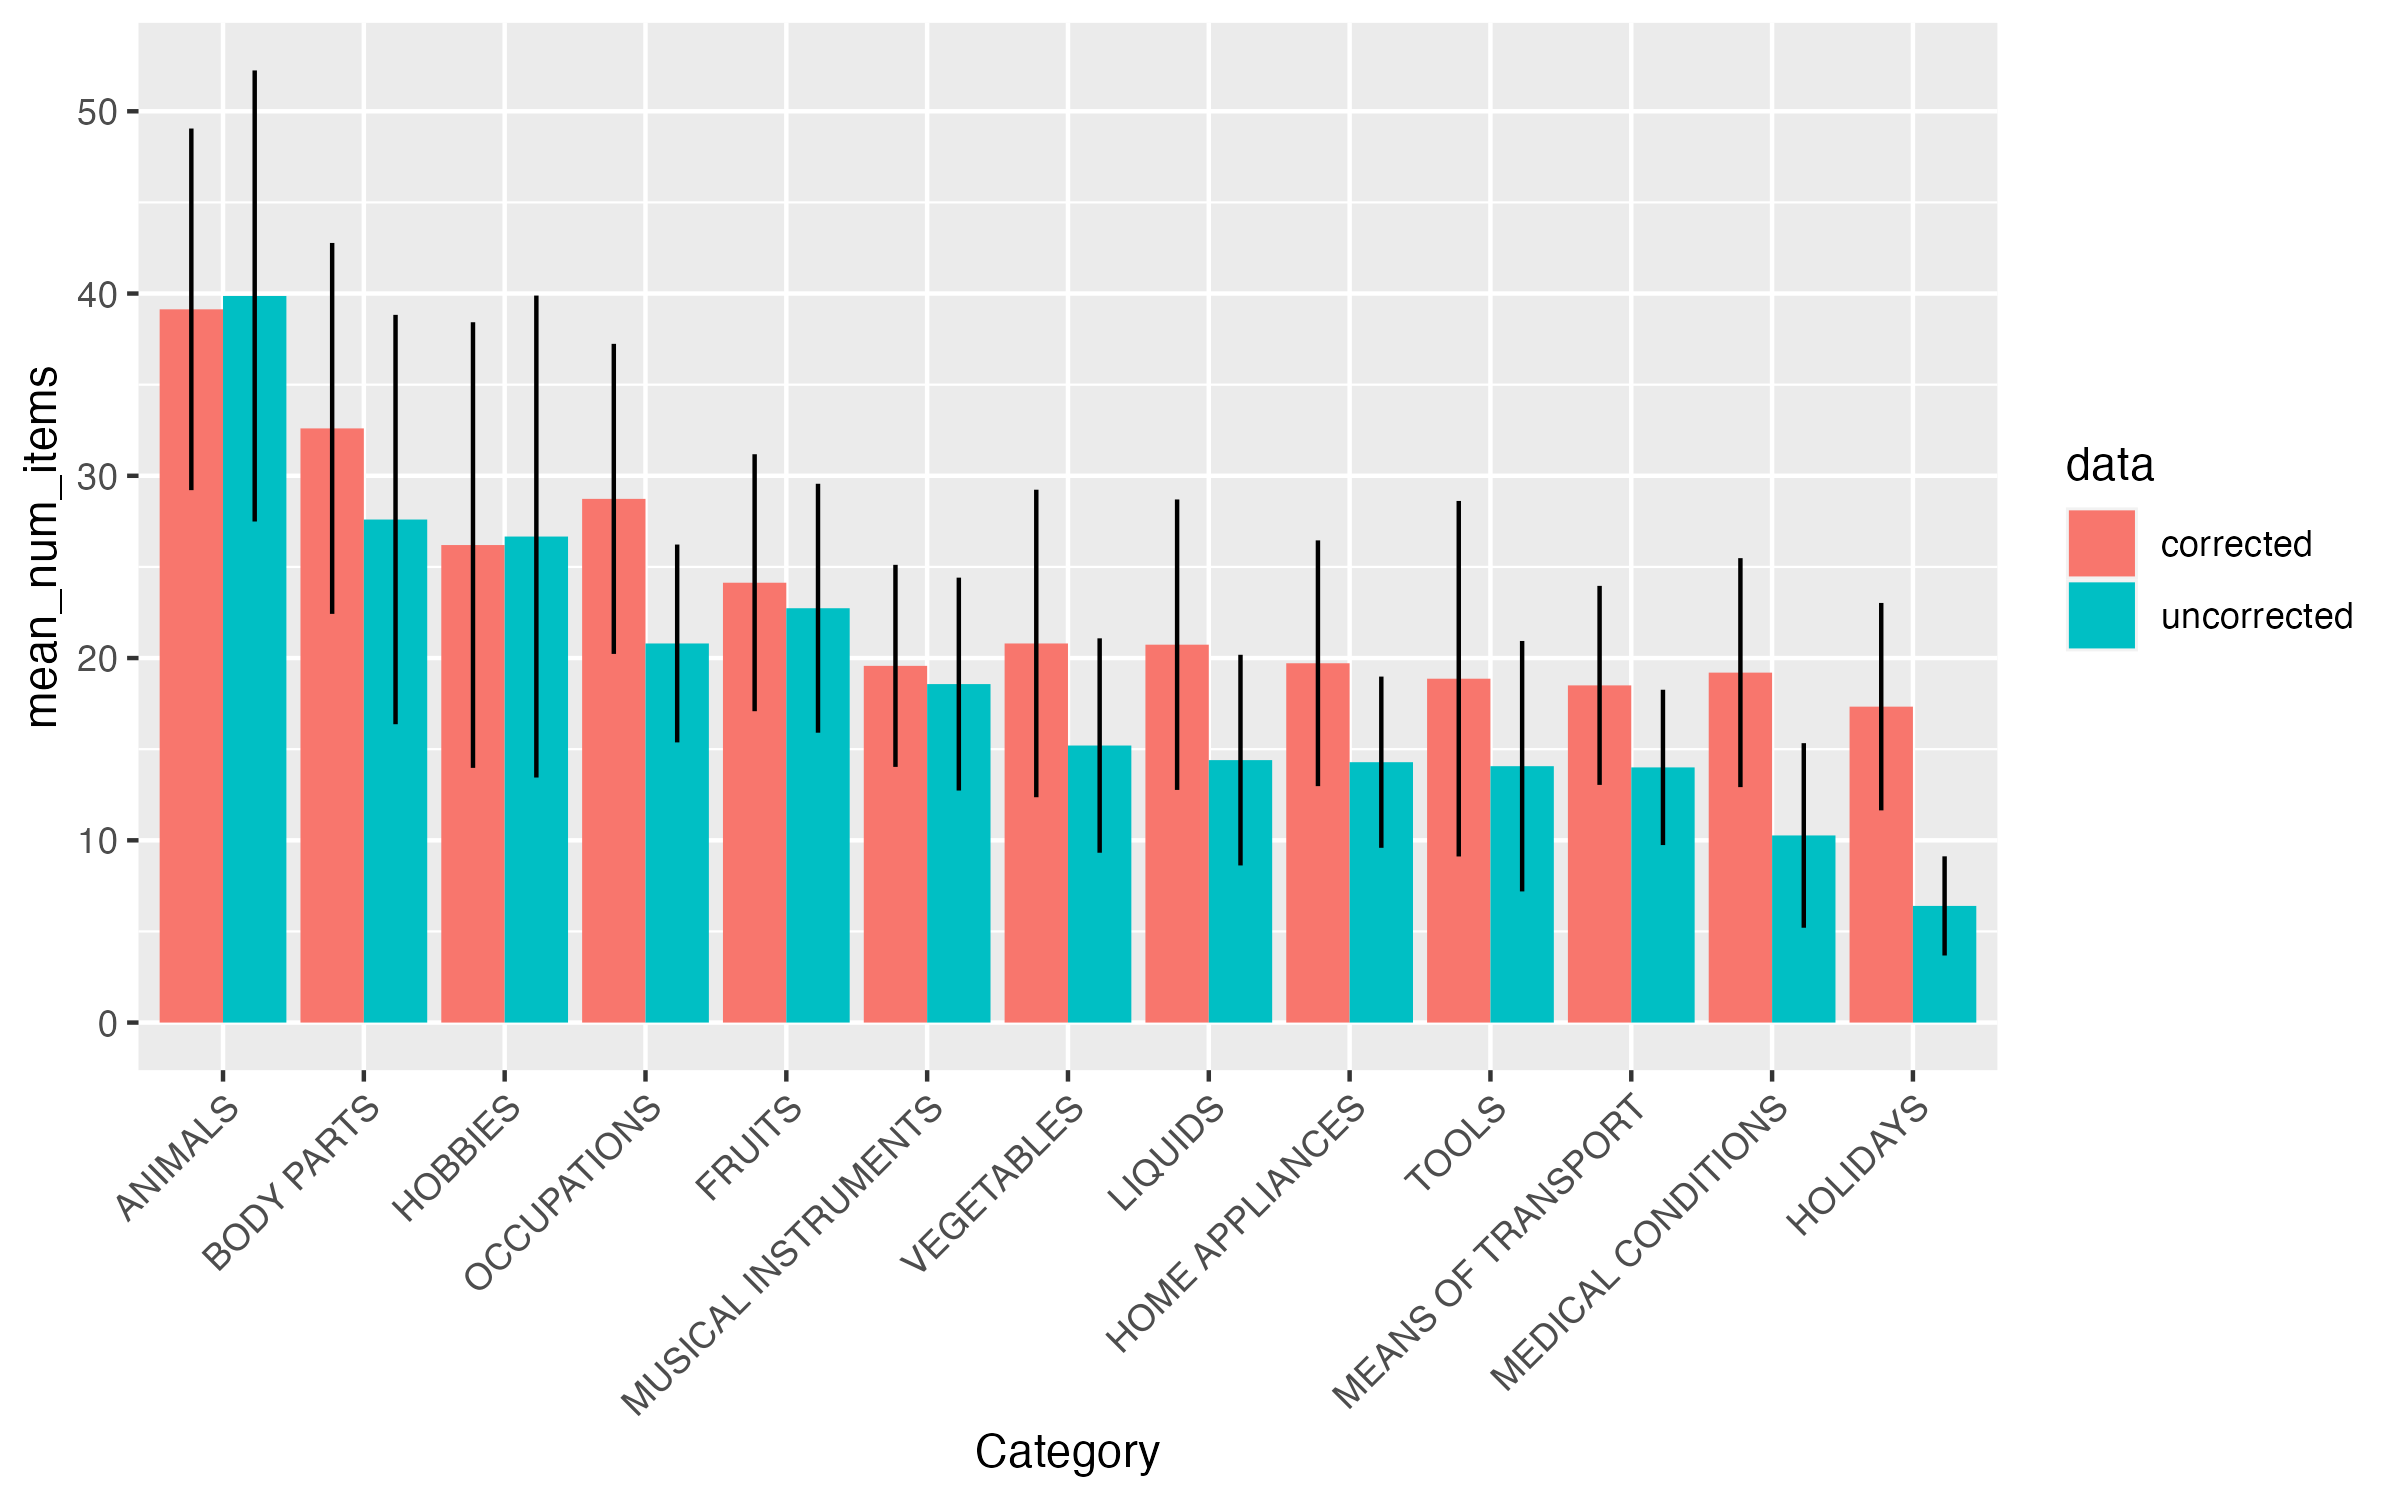 mean_num_items
50
40
30
20
10
0
ANIMALS
BODY PARTS
HOBBIES
OCCUPATIONS
FRUITS
MUSICAL INSTRUMENTS
VEGETABLES
LIQUIDS
HOME APPLIANCES
TOOLS
MEANS OF TRANSPORT
MEDICAL CONDITIONS
HOLIDAYS
Category
data
corrected
uncorrected